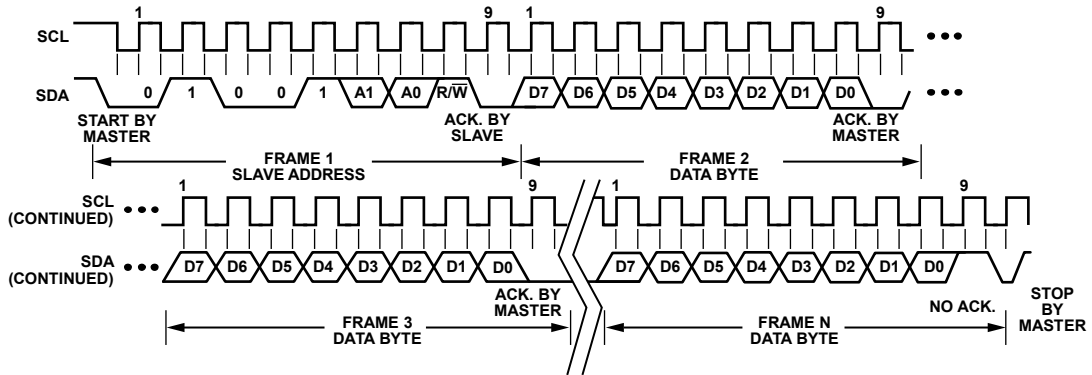 1 9 1 9
SCL
SDA 0 1 0 0 1 A1 A0 R/W̅ D7 D6 D5 D4 D3 D2 D1 D0
START BY MASTER
ACK. BY SLAVE
ACK. BY MASTER
FRAME 1
SLAVE ADDRESS
FRAME 2
DATA BYTE
1 9 1 9
SCL
(CONTINUED)
SDA
(CONTINUED)
D7 D6 D5 D4 D3 D2 D1 D0 D7 D6 D5 D4 D3 D2 D1 D0
ACK. BY
MASTER
NO ACK.
STOP
BY
MASTER
FRAME 3
DATA BYTE
FRAME N
DATA BYTE